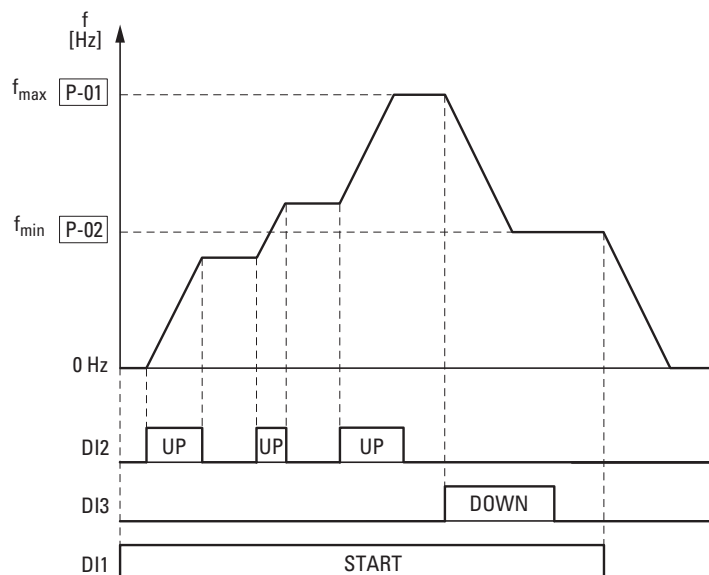 f
[Hz]
fmax P-01
fmin P-02
0 Hz
DI2 UP UP UP
DI3 DOWN
DI1 START